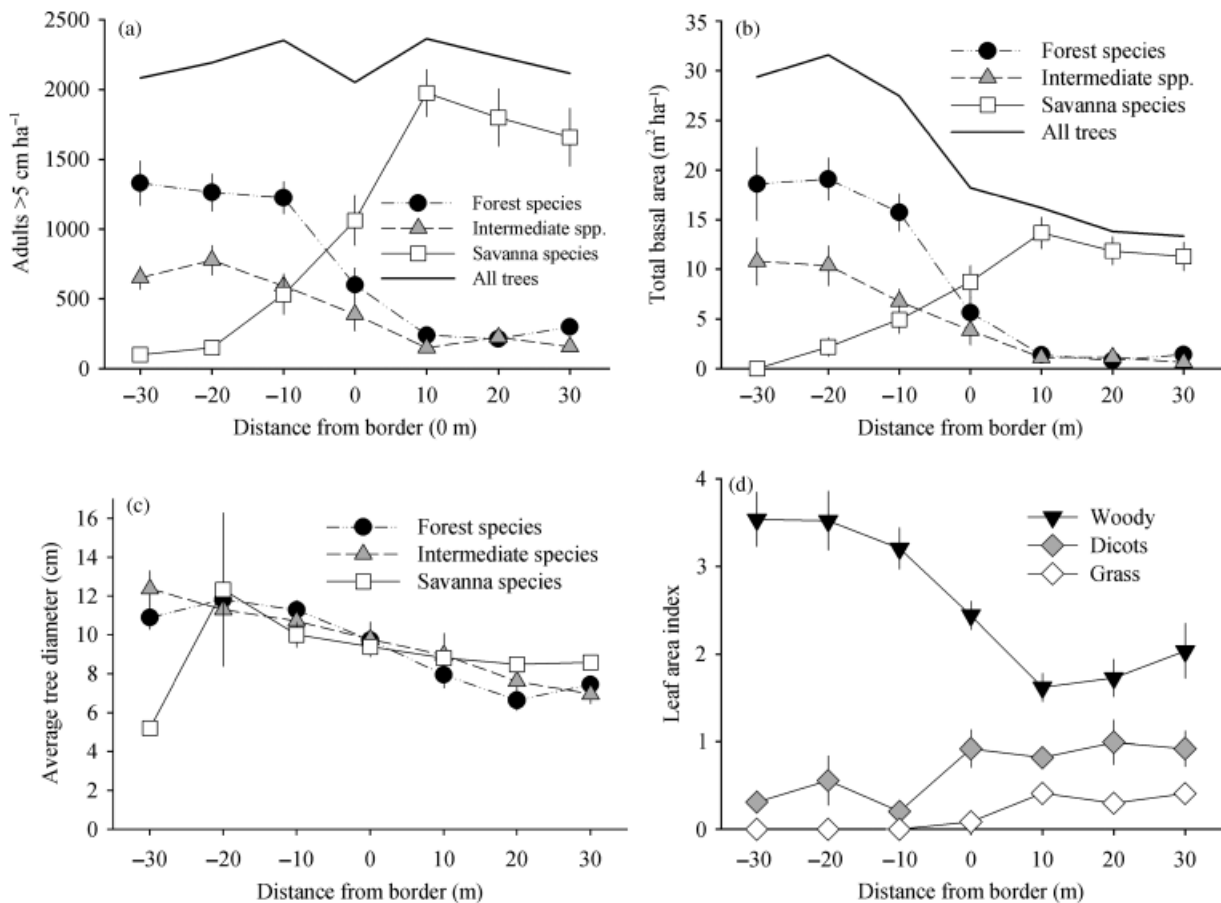 (a)
2500
2000
1500
1000
500
0
Adults >5 cm ha⁻¹
Forest species
Intermediate spp.
Savanna species
All trees
−30 −20 −10 0 10 20 30
Distance from border (0 m)
(b)
35
30
25
20
15
10
5
0
Total basal area (m² ha⁻¹)
Forest species
Intermediate spp.
Savanna species
All trees
−30 −20 −10 0 10 20 30
Distance from border (m)
(c)
16
14
12
10
8
6
4
2
0
Average tree diameter (cm)
Forest species
Intermediate species
Savanna species
−30 −20 −10 0 10 20 30
Distance from border (m)
(d)
4
3
2
1
0
Leaf area index
Woody
Dicots
Grass
−30 −20 −10 0 10 20 30
Distance from border (m)